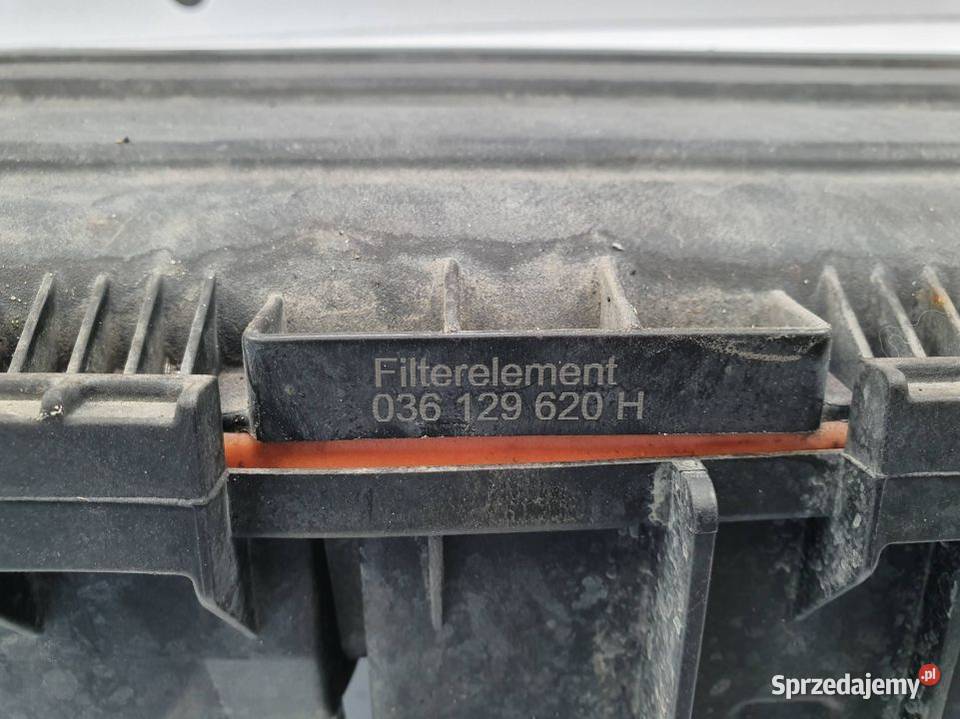 Filterelement
036 129 620 H
Sprzedajemy.pl